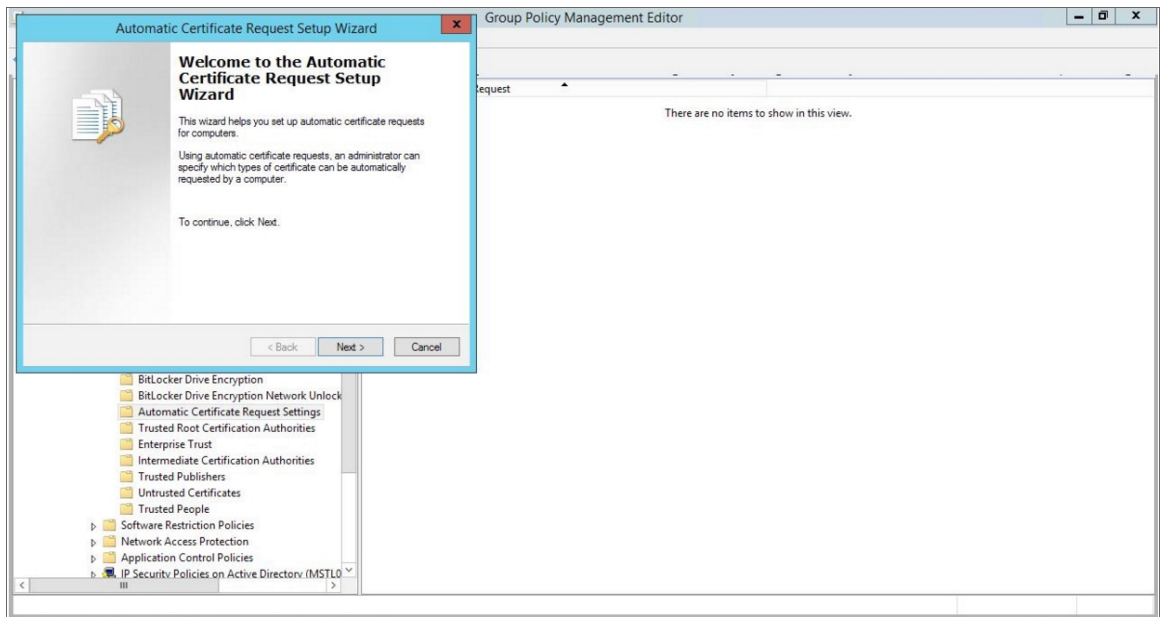 Group Policy Management Editor
Automatic Certificate Request Setup Wizard
x
Welcome to the Automatic
Certificate Request Setup
Wizard
This wizard helps you set up automatic certificate requests
for computers.
Using automatic certificate requests, an administrator can
specify which types of certificate can be automatically
requested by a computer.
To continue, click Next.
< Back
Next >
Cancel
There are no items to show in this view.
BitLocker Drive Encryption
BitLocker Drive Encryption Network Unlock
Automatic Certificate Request Settings
Trusted Root Certification Authorities
Enterprise Trust
Intermediate Certification Authorities
Trusted Publishers
Untrusted Certificates
Trusted People
Software Restriction Policies
Network Access Protection
Application Control Policies
IP Security Policies on Active Directory (MSTL0